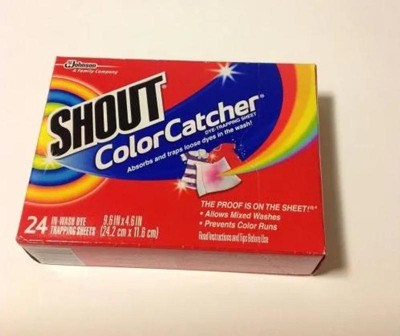 Johnson
A Family Company
SHOUT®
ColorCatcher®
DYE-TRAPPING SHEET
Absorbs and traps loose dyes in the wash!
THE PROOF IS ON THE SHEET!®*
• Allows Mixed Washes
• Prevents Color Runs
Read Instructions and Tips Before Use
24 IN-WASH DYE
TRAPPING SHEETS
9.6 IN X 4.6 IN
(24.2 cm x 11.6 cm)